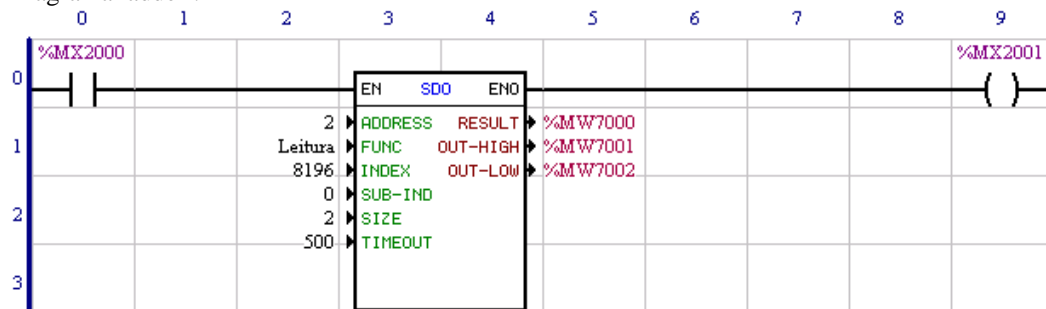 0 1 2 3 4 5 6 7 8 9
%MX2000 %MX2001
0 EN SDO ENO
2 ADDRESS RESULT %MW7000
1 Leitura FUNC OUT-HIGH %MW7001
8196 INDEX OUT-LOW %MW7002
0 SUB-IND
2 2 SIZE
500 TIMEOUT
3